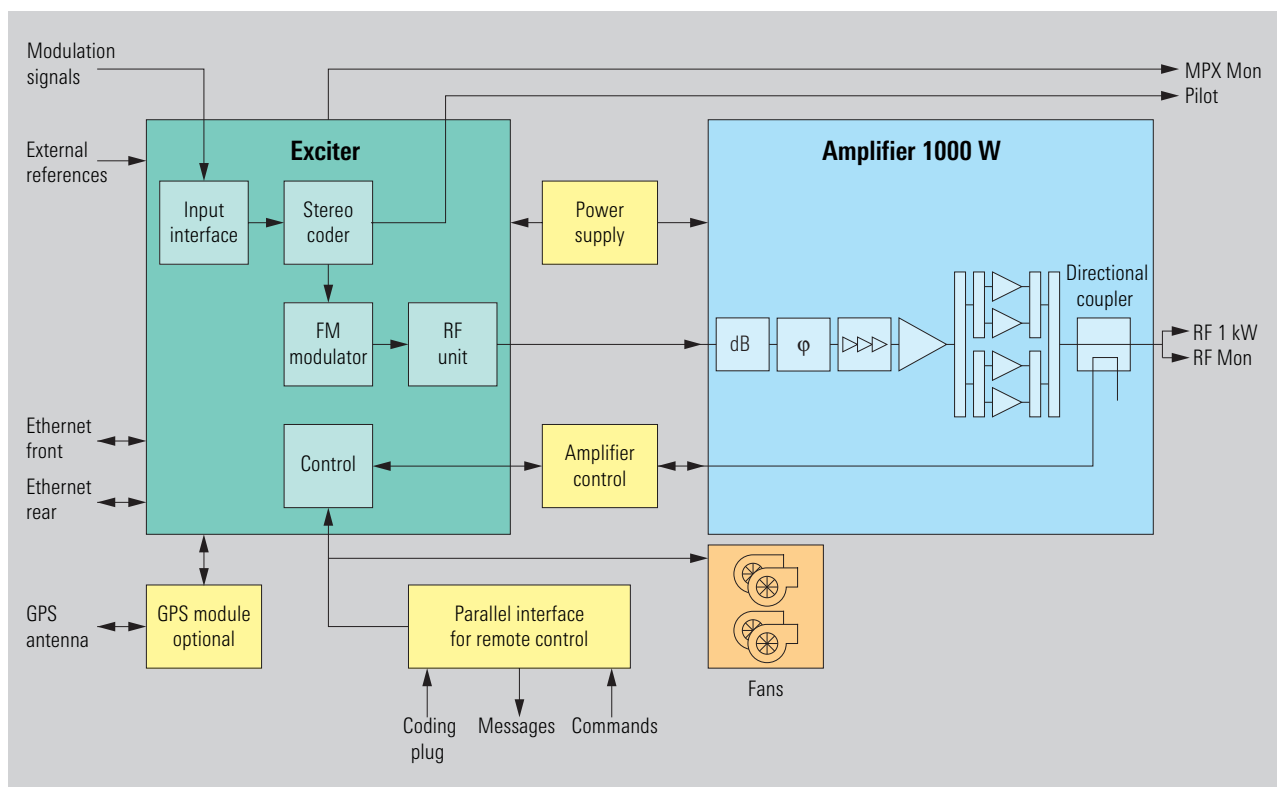 Modulation
signals
MPX Mon
Pilot
External
references
Exciter
Amplifier 1000 W
Input
interface
Stereo
coder
Power
supply
Directional
coupler
FM
modulator
RF
unit
dB
φ
RF 1 kW
RF Mon
Ethernet
front
Ethernet
rear
Control
Amplifier
control
GPS
antenna
GPS module
optional
Parallel interface
for remote control
Fans
Coding
plug
Messages
Commands